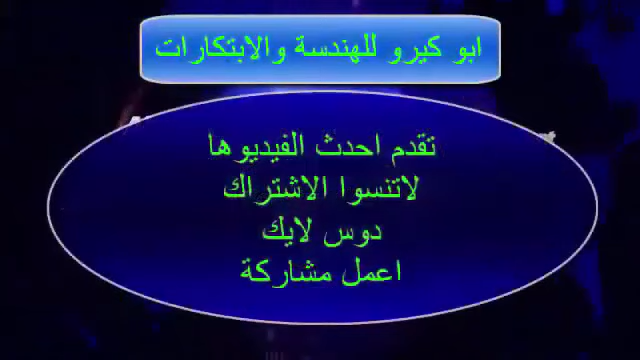 ابو كيرو للهندسة والابتكارات
تقدم احدث الفيديوها
لاتنسوا الاشتراك
دوس لايك
اعمل مشاركة